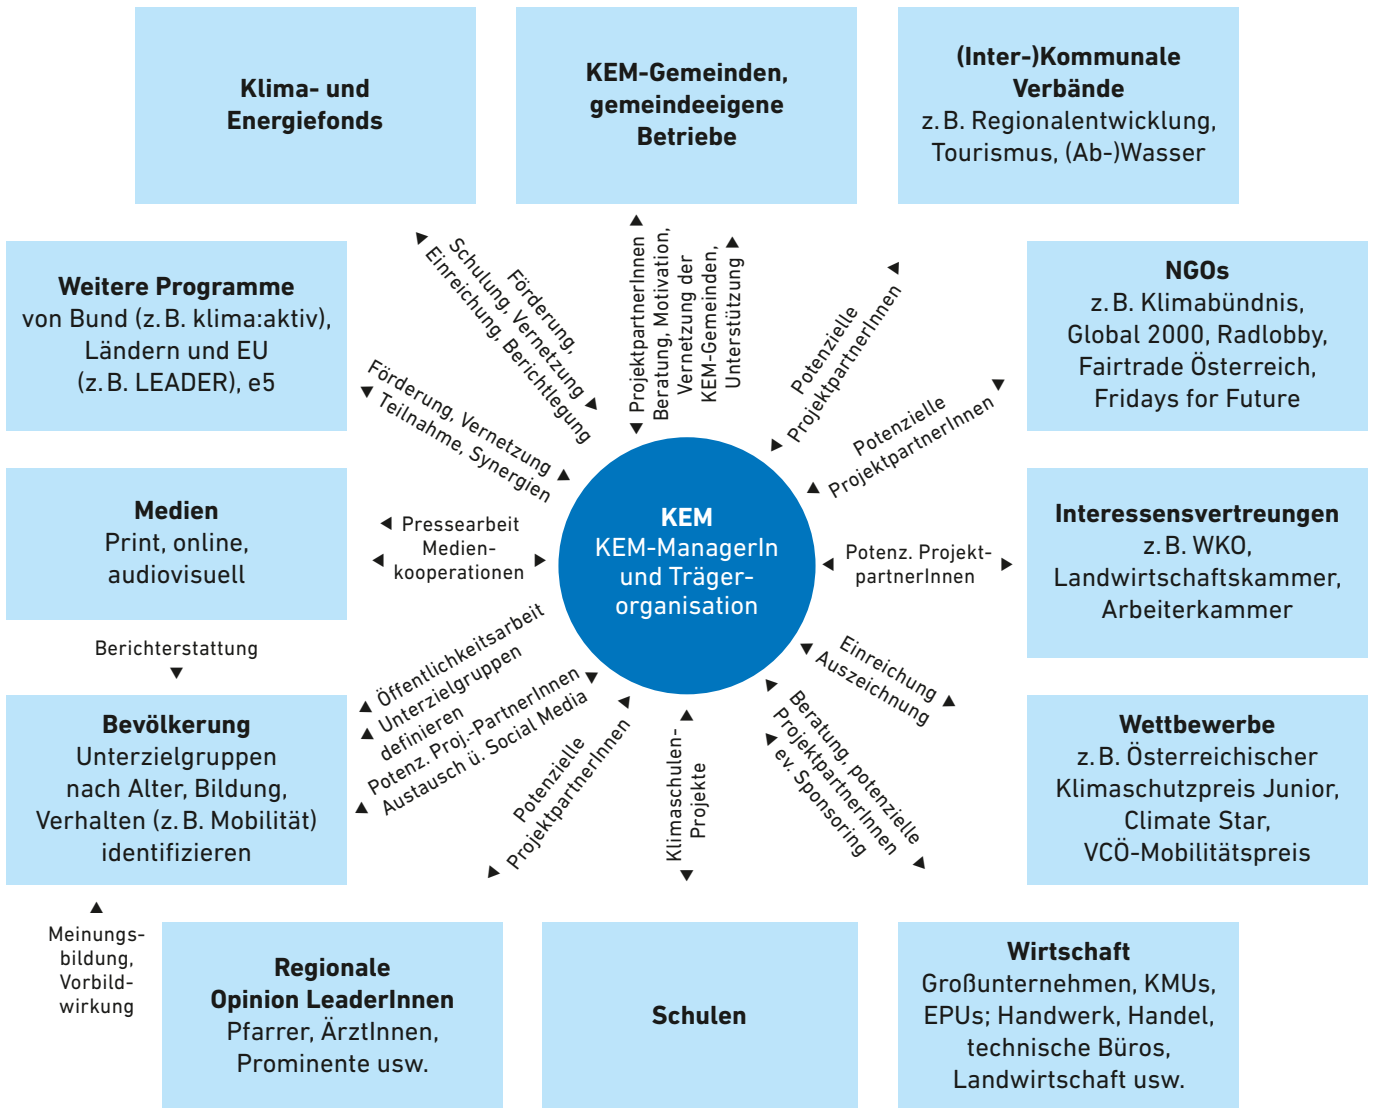 Klima- und
Energiefonds
KEM-Gemeinden,
gemeindeeigene
Betriebe
(Inter-)Kommunale
Verbände
z. B. Regionalentwicklung,
Tourismus, (Ab-)Wasser
Weitere Programme
von Bund (z. B. klima:aktiv),
Ländern und EU
(z. B. LEADER), e5
Förderung,
Schulung, Vernetzung
Einreichung, Berichtlegung
ProjektpartnerInnen
Beratung, Motivation,
Vernetzung der
KEM-Gemeinden,
Unterstützung
Potenzielle
ProjektpartnerInnen
NGOs
z. B. Klimabündnis,
Global 2000, Radlobby,
Fairtrade Österreich,
Fridays for Future
Förderung, Vernetzung
Teilnahme, Synergien
Potenzielle
ProjektpartnerInnen
Medien
Print, online,
audiovisuell
Pressearbeit
Medien-
kooperationen
KEM
KEM-ManagerIn
und Träger-
organisation
Potenz. Projekt-
partnerInnen
Interessensvertreungen
z. B. WKO,
Landwirtschaftskammer,
Arbeiterkammer
Berichterstattung
Öffentlichkeitsarbeit
Unterzielgruppen
definieren
Potenz. Proj.-PartnerInnen
Austausch ü. Social Media
Einreichung
Auszeichnung
Bevölkerung
Unterzielgruppen
nach Alter, Bildung,
Verhalten (z. B. Mobilität)
identifizieren
Potenzielle
ProjektpartnerInnen
Klimaschulen-
Projekte
Beratung, potenzielle
ProjektpartnerInnen
ev. Sponsoring
Wettbewerbe
z. B. Österreichischer
Klimaschutzpreis Junior,
Climate Star,
VCÖ-Mobilitätspreis
Meinungs-
bildung,
Vorbild-
wirkung
Regionale
Opinion LeaderInnen
Pfarrer, ÄrztInnen,
Prominente usw.
Schulen
Wirtschaft
Großunternehmen, KMUs,
EPUs; Handwerk, Handel,
technische Büros,
Landwirtschaft usw.